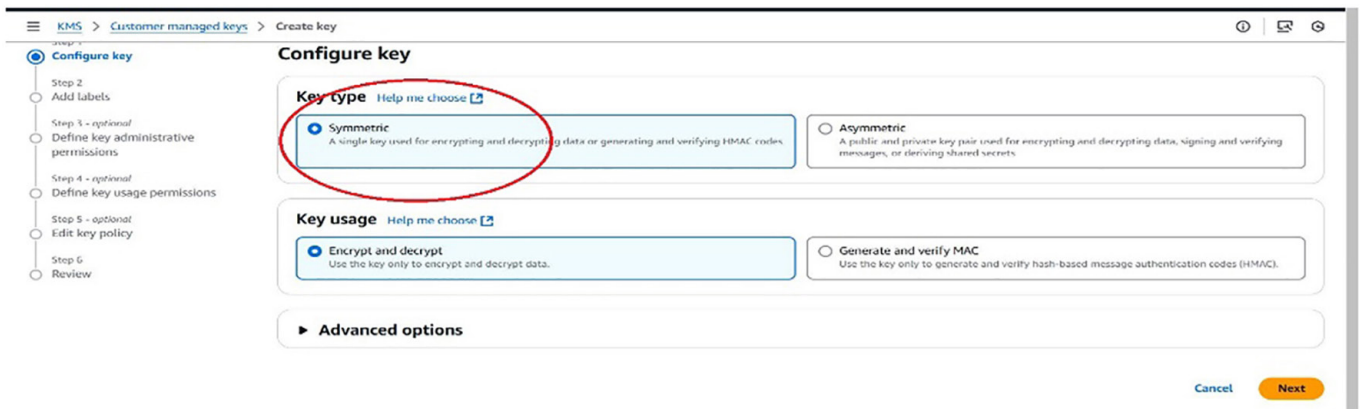 KMS > Customer managed keys > Create key
Step 1
Configure key
Step 2
Add labels
Step 3 - optional
Define key administrative
permissions
Step 4 - optional
Define key usage permissions
Step 5 - optional
Edit key policy
Step 6
Review
Configure key
Key type Help me choose
Symmetric
A single key used for encrypting and decrypting data or generating and verifying HMAC codes
Asymmetric
A public and private key pair used for encrypting and decrypting data, signing and verifying
messages, or deriving shared secrets
Key usage Help me choose
Encrypt and decrypt
Use the key only to encrypt and decrypt data.
Generate and verify MAC
Use the key only to generate and verify hash-based message authentication codes (HMAC).
Advanced options
Cancel Next